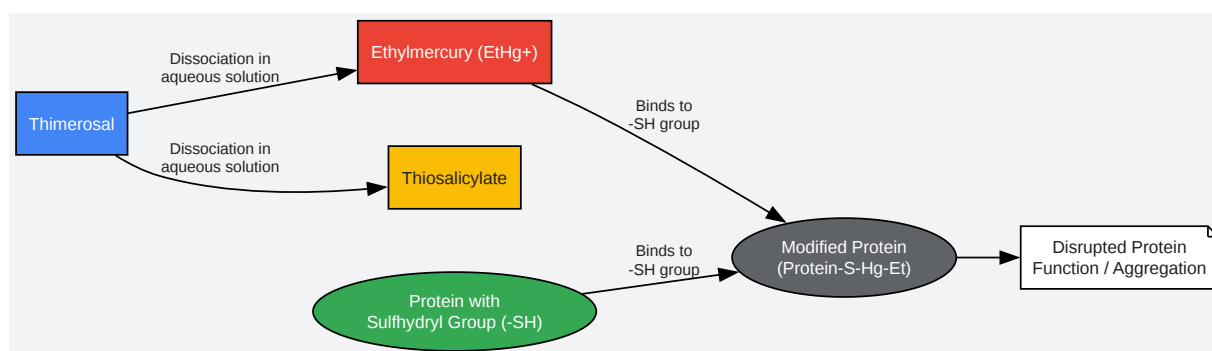 Ethylmercury (EtHg+)
Dissociation in
aqueous solution
Thimerosal
Binds to
-SH group
Dissociation in
aqueous solution
Thiosalicylate
Modified Protein
(Protein-S-Hg-Et)
Disrupted Protein
Function / Aggregation
Binds to
-SH group
Protein with
Sulfhydryl Group (-SH)